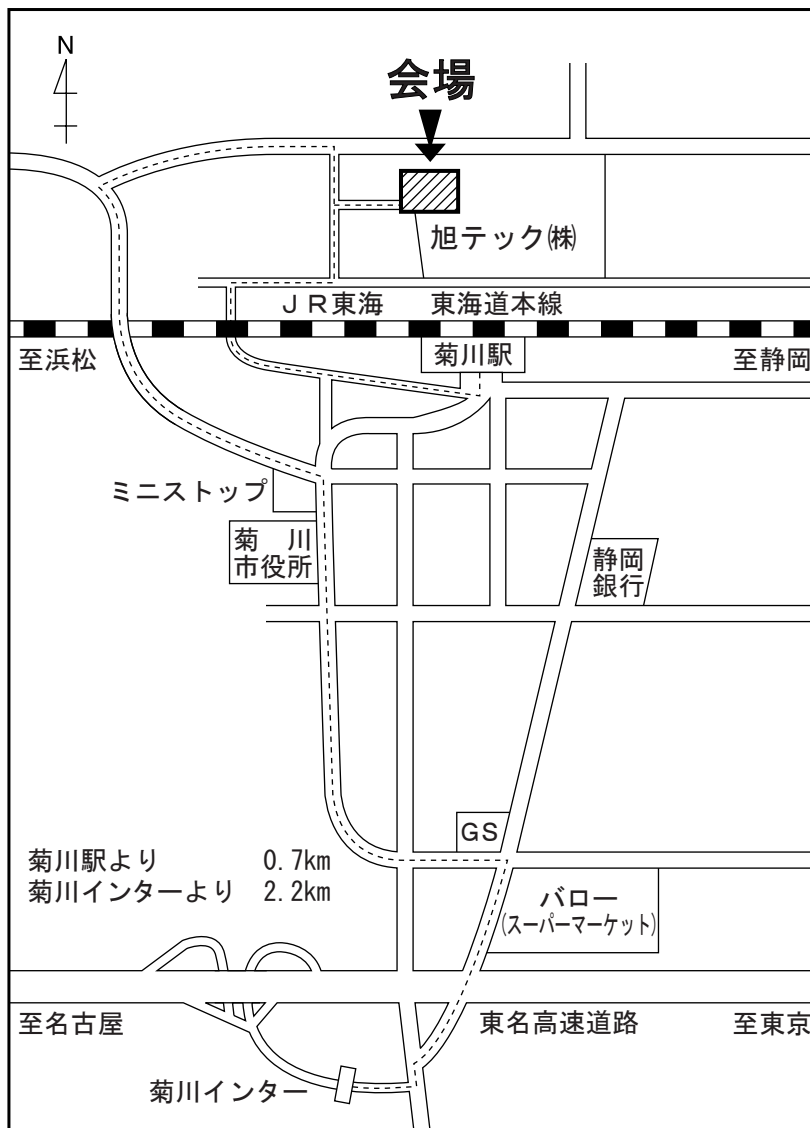 N
会場
旭テック㈱
ＪＲ東海　東海道本線
菊川駅
至浜松
至静岡
ミニストップ
菊　川
市役所
静岡
銀行
GS
菊川駅より　0.7km
菊川インターより　2.2km
バロー
(スーパーマーケット)
至名古屋
東名高速道路
至東京
菊川インター